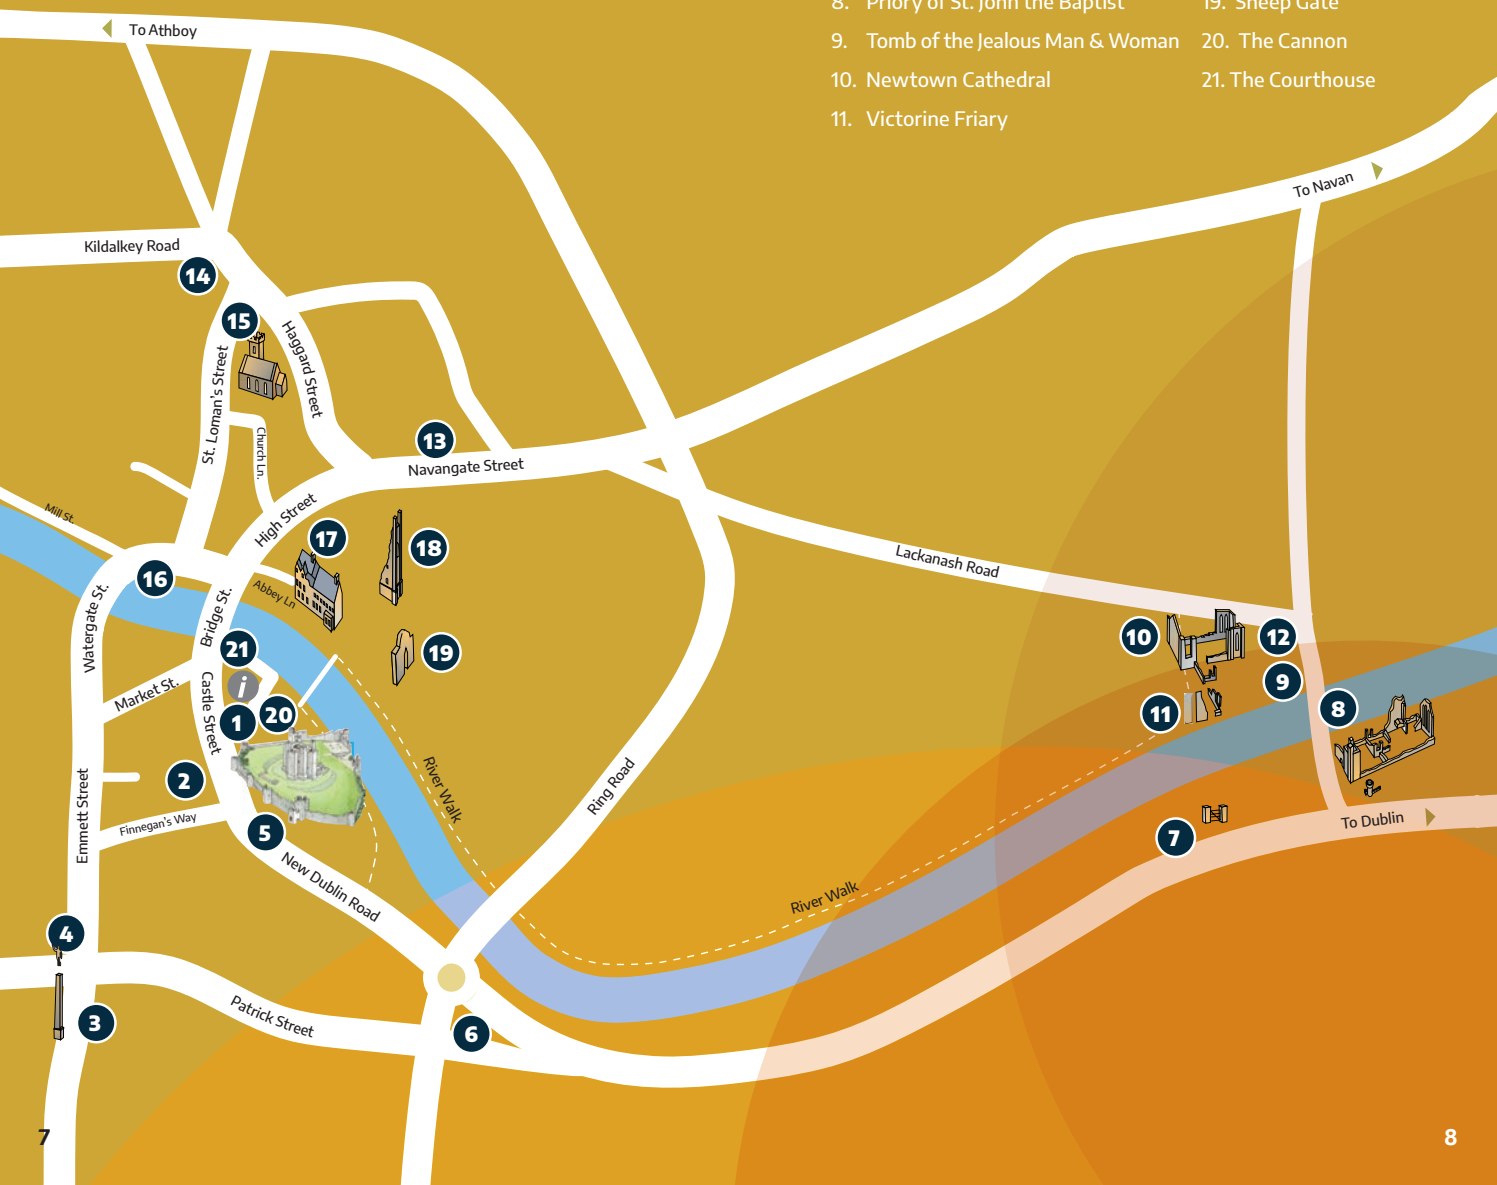 8. Priory of St. John the Baptist
9. Tomb of the Jealous Man & Woman
10. Newtown Cathedral
11. Victorine Friary
19. Sheep Gate
20. The Cannon
21. The Courthouse
To Athboy
To Navan
Kildalkey Road
14
15
Haggard Street
St. Loman's Street
Church Ln.
13
Navangate Street
High Street
Mill St.
17
18
Lackanash Road
16
Abbey Ln
Watergate St.
Bridge St.
21
19
10
12
9
Market St.
i
Castle Street
1
20
11
8
2
River Walk
Ring Road
Emmett Street
Finnegan's Way
5
7
To Dublin
New Dublin Road
River Walk
4
3
Patrick Street
6
7
8